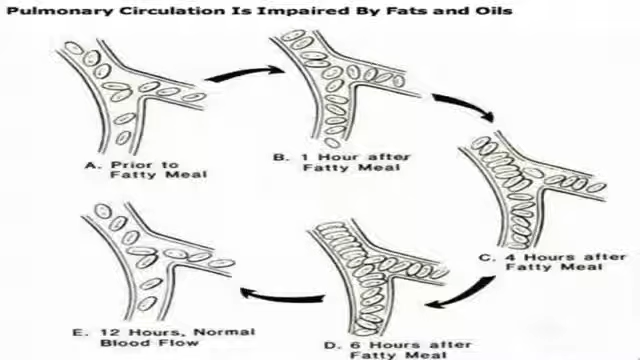 Pulmonary Circulation Is Impaired By Fats and Oils
A. Prior to
Fatty Meal
B. 1 Hour after
Fatty Meal
C. 4 Hours after
Fatty Meal
D. 6 Hours after
Fatty Meal
E. 12 Hours, Normal
Blood Flow